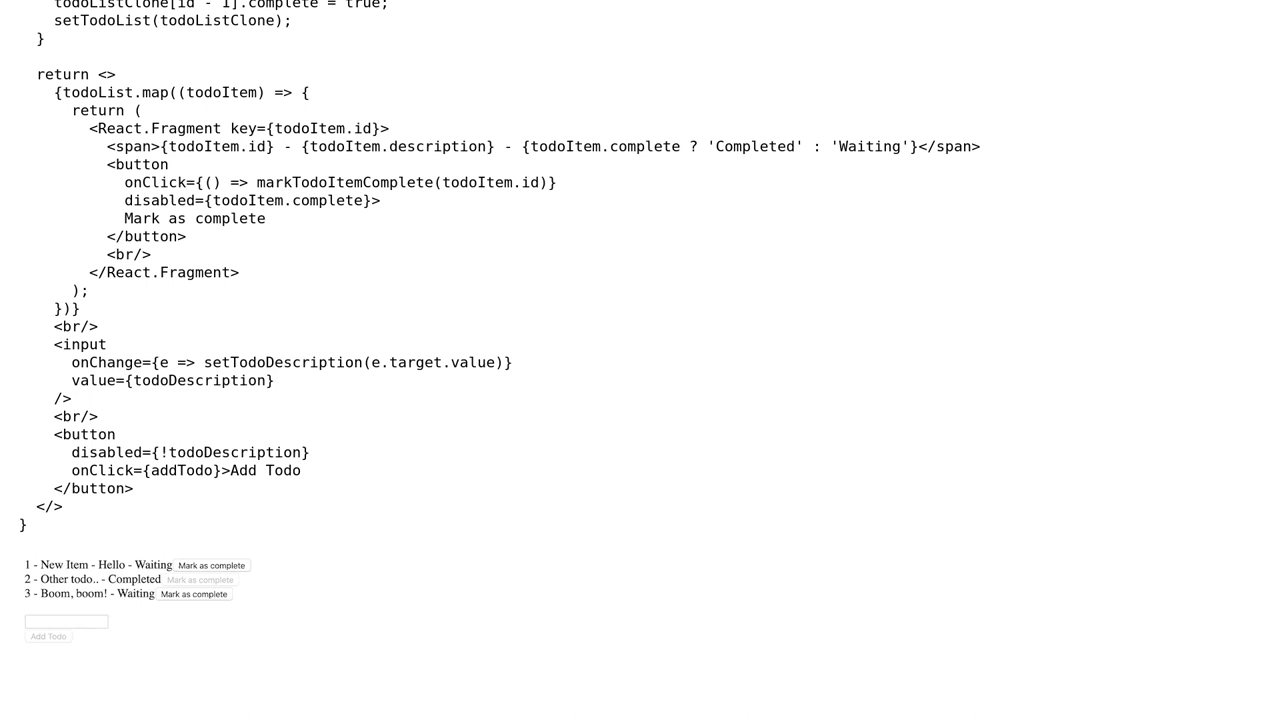 todoListClone[id - 1].complete = true;
    setTodoList(todoListClone);
  }

  return <>
    {todoList.map((todoItem) => {
      return (
        <React.Fragment key={todoItem.id}>
          <span>{todoItem.id} - {todoItem.description} - {todoItem.complete ? 'Completed' : 'Waiting'}</span>
          <button
            onClick={() => markTodoItemComplete(todoItem.id)}
            disabled={todoItem.complete}>
            Mark as complete
          </button>
          <br/>
        </React.Fragment>
      );
    })}
    <br/>
    <input
      onChange={e => setTodoDescription(e.target.value)}
      value={todoDescription}
    />
    <br/>
    <button
      disabled={!todoDescription}
      onClick={addTodo}>Add Todo
    </button>
  </>
}

1 - New Item - Hello - Waiting Mark as complete
2 - Other todo.. - Completed Mark as complete
3 - Boom, boom! - Waiting Mark as complete
Add Todo